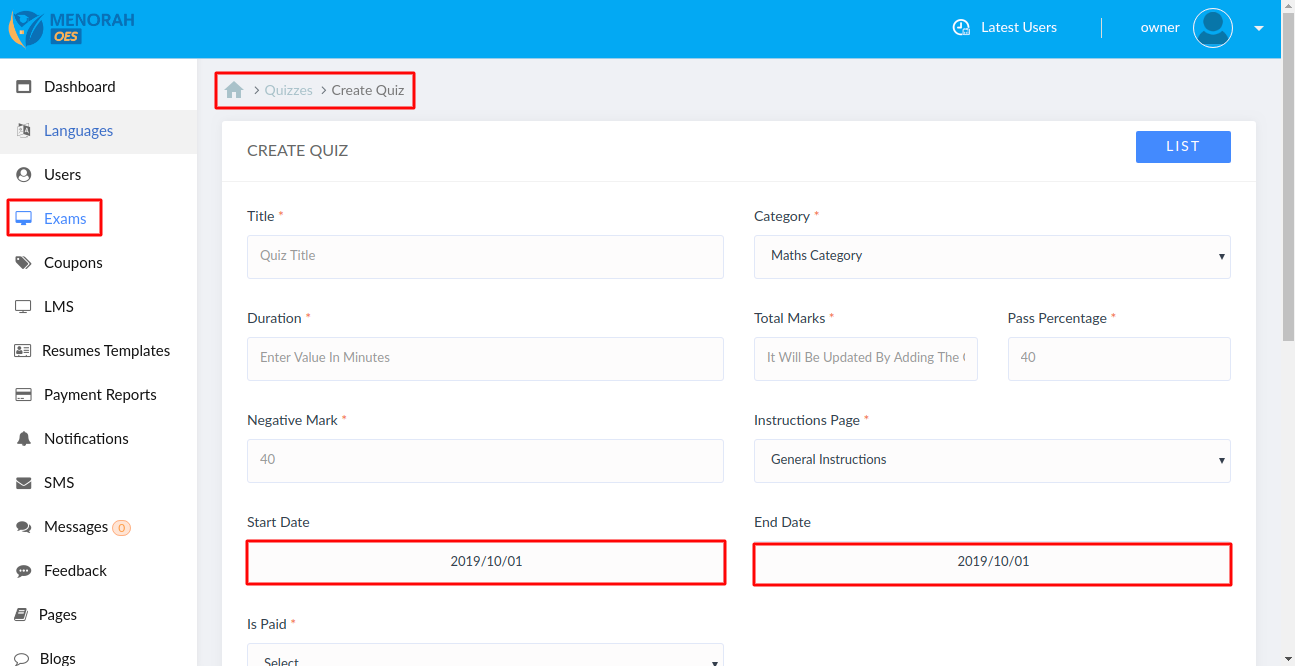 MENORAH
OES
Latest Users
owner
Dashboard
Languages
Users
Exams
Coupons
LMS
Resumes Templates
Payment Reports
Notifications
SMS
Messages 0
Feedback
Pages
Blogs
> Quizzes > Create Quiz
CREATE QUIZ
LIST
Title *
Quiz Title
Category *
Maths Category
Duration *
Enter Value In Minutes
Total Marks *
It Will Be Updated By Adding The
Pass Percentage *
40
Negative Mark *
40
Instructions Page *
General Instructions
Start Date
2019/10/01
End Date
2019/10/01
Is Paid *
Select